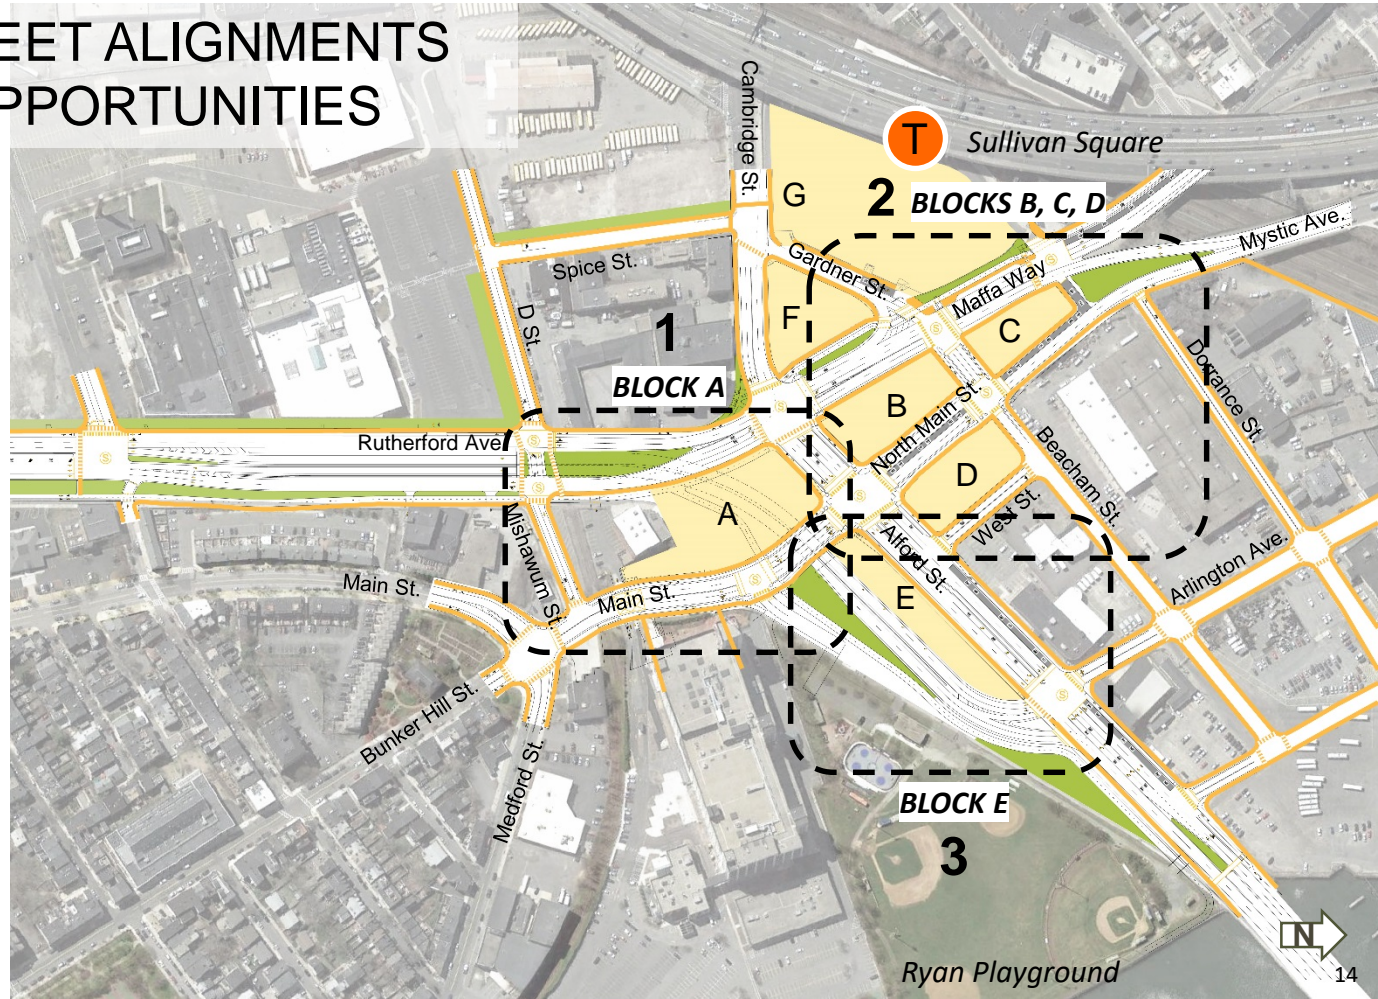 EET ALIGNMENTS
PPORTUNITIES
Cambridge St.
T
Sullivan Square
2
BLOCKS B, C, D
G
Mystic Ave.
Gardner St.
Spice St.
Maffa Way
D St.
F
C
1
BLOCK A
Dorrance St.
B
Rutherford Ave
North Main St.
Beacham St.
D
A
West St.
Mishawum St.
Alford St.
Arlington Ave.
Main St.
Main St.
E
Bunker Hill St.
Medford St.
BLOCK E
3
N
Ryan Playground
14
S
S
S
S
S
S
S
S
S
S